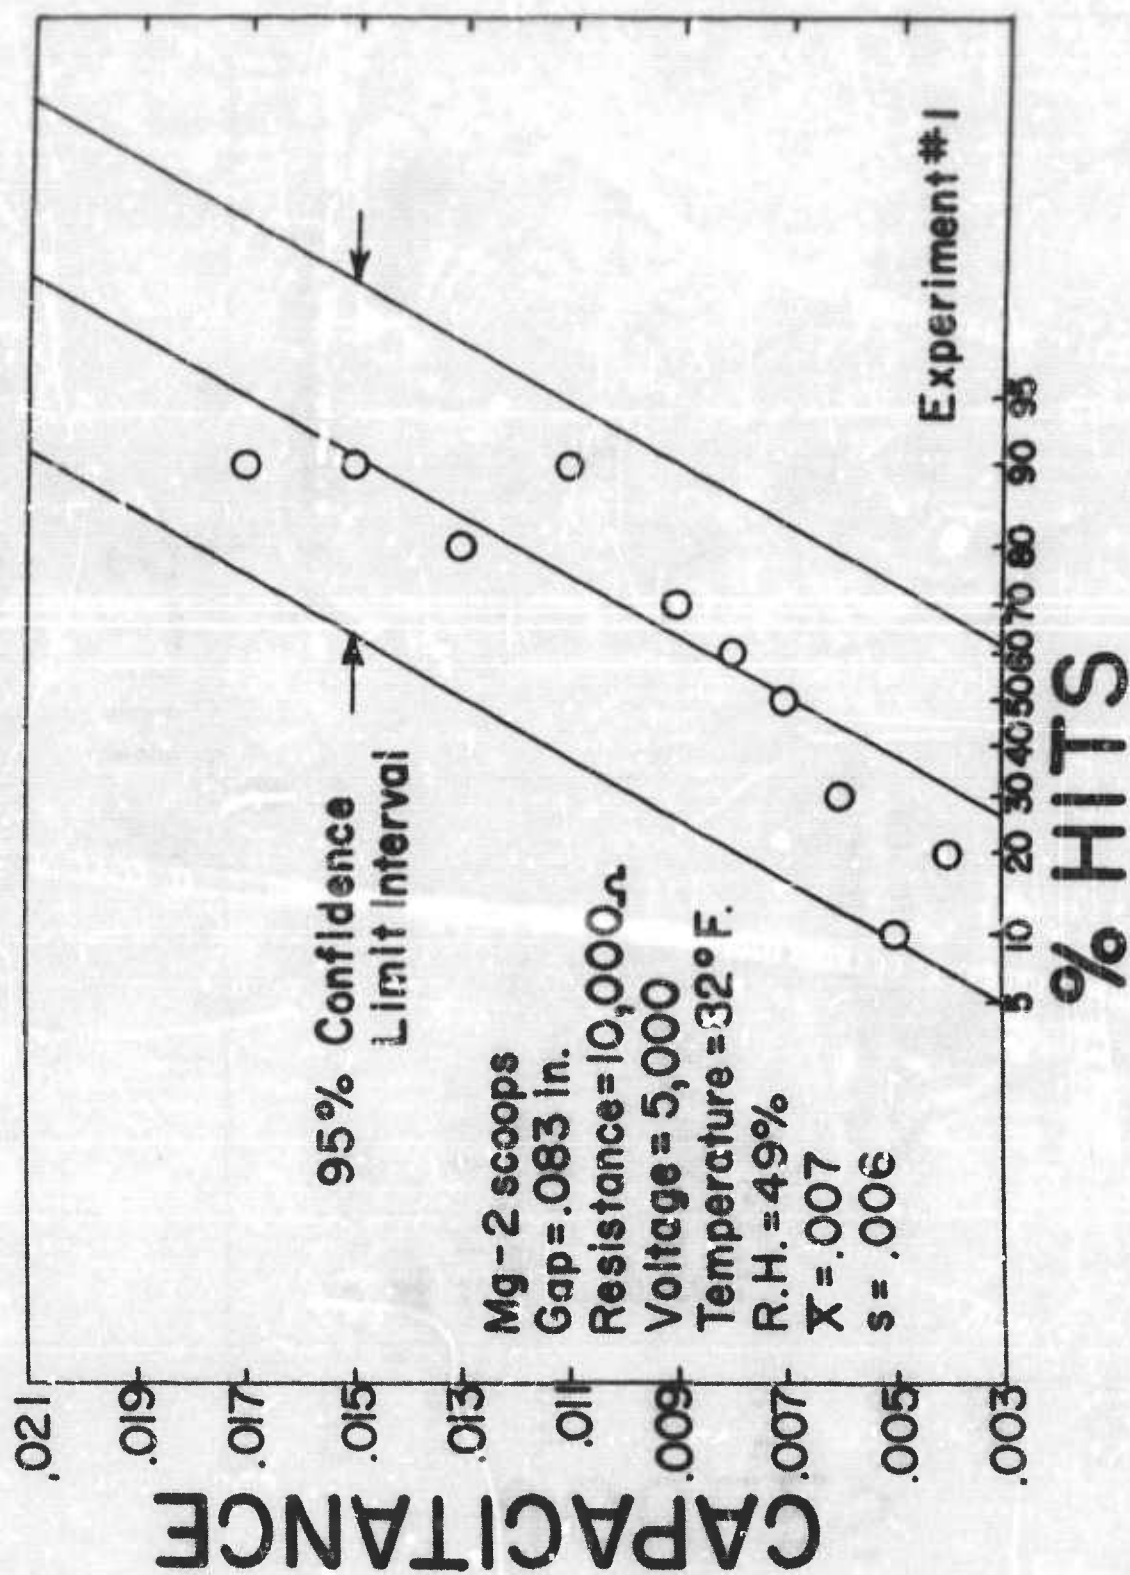 CAPACITANCE
.021
.019
.017
.015
.013
.011
.009
.007
.005
.003
95% Confidence
Limit Interval
Mg-2 scoops
Gap=.083 in.
Resistance=10,000Ω
Voltage=5,000
Temperature=32°F.
R.H.=49%
X̄=.007
s=.006
Experiment#1
5 10 20 30 40 50 60 70 80 90 95
% HITS